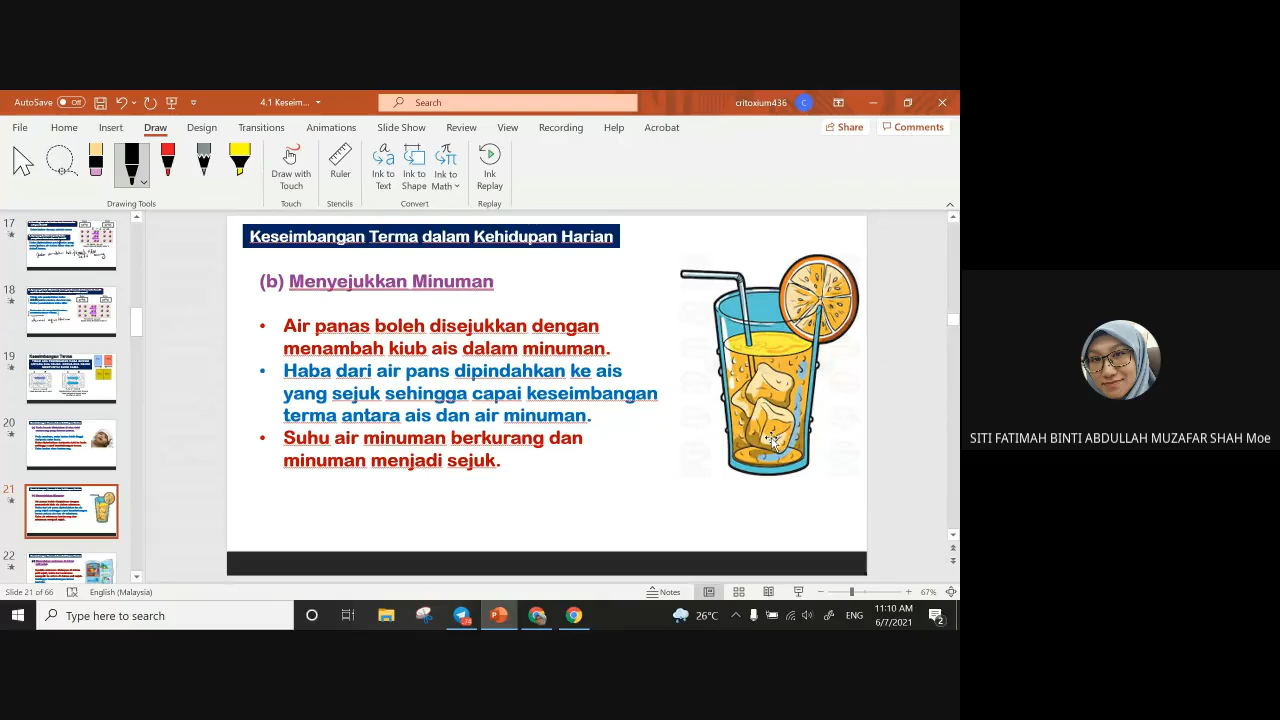 AutoSave Off
4.1 Keseim...
Search
critoxium436
C
File Home Insert Draw Design Transitions Animations Slide Show Review View Recording Help Acrobat
Share Comments
Draw with Touch
Ruler
Ink to Text
Ink to Shape
Ink to Math
Ink Replay
Drawing Tools
Touch
Stencils
Convert
Replay
17
18
19
20
21
22
Keseimbangan Terma dalam Kehidupan Harian
(b) Menyejukkan Minuman
• Air panas boleh disejukkan dengan
menambah kiub ais dalam minuman.
• Haba dari air pans dipindahkan ke ais
yang sejuk sehingga capai keseimbangan
terma antara ais dan air minuman.
• Suhu air minuman berkurang dan
minuman menjadi sejuk.
SITI FATIMAH BINTI ABDULLAH MUZAFAR SHAH Moe
Slide 21 of 66 English (Malaysia)
Notes
67%
Type here to search
26°C
ENG
11:10 AM
6/7/2021
2